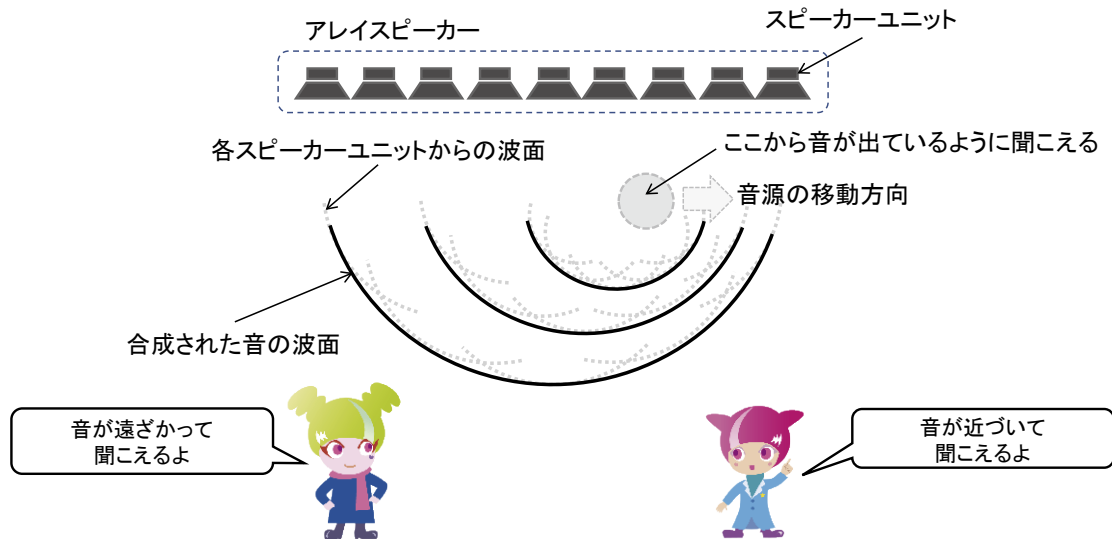 スピーカーユニット
アレイスピーカー
各スピーカーユニットからの波面
ここから音が出ているように聞こえる
音源の移動方向
合成された音の波面
音が遠ざかって
聞こえるよ
音が近づいて
聞こえるよ